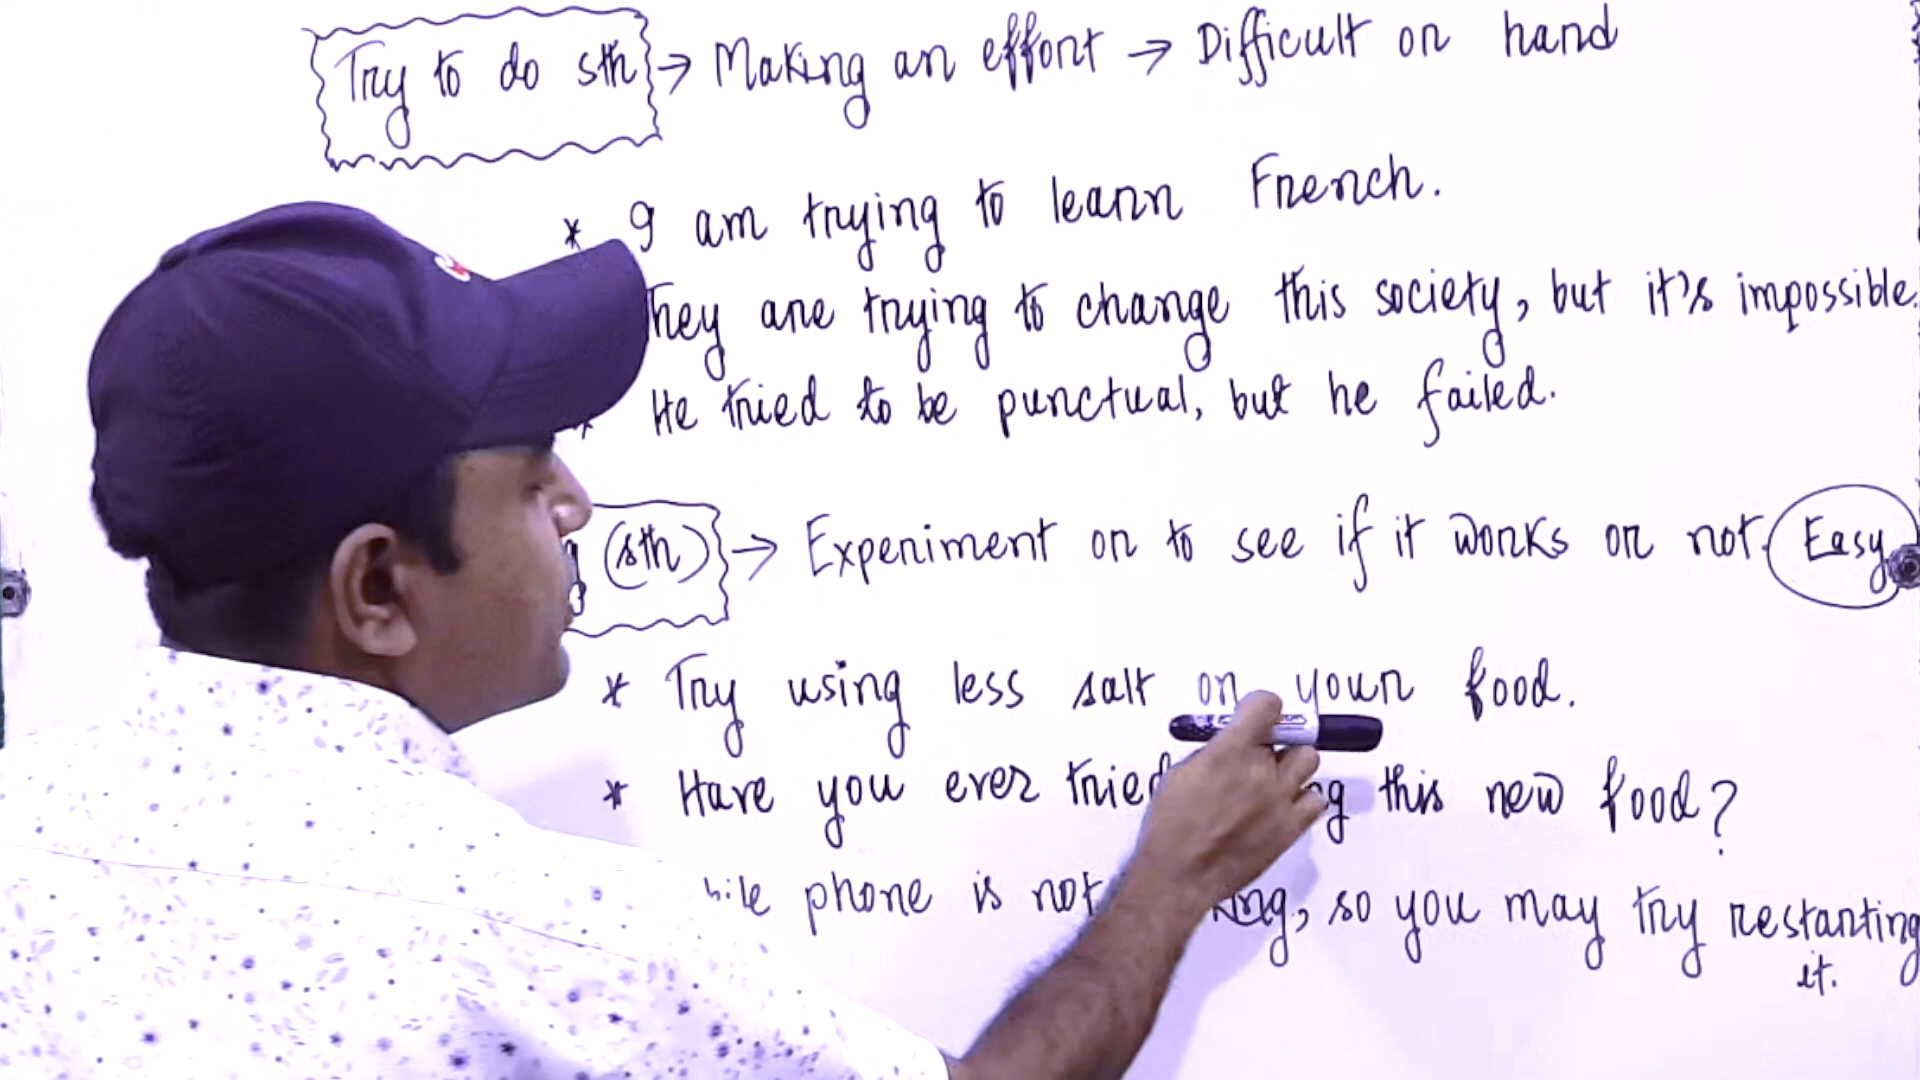 Try to do sth → Making an effort → Difficult or hard
* I am trying to learn French.
They are trying to change this society, but it's impossible.
* He tried to be punctual, but he failed.
(sth) → Experiment or to see if it works or not. Easy
* Try using less salt on your food.
* Have you ever tried this new food?
phone is not, so you may try restarting
it.